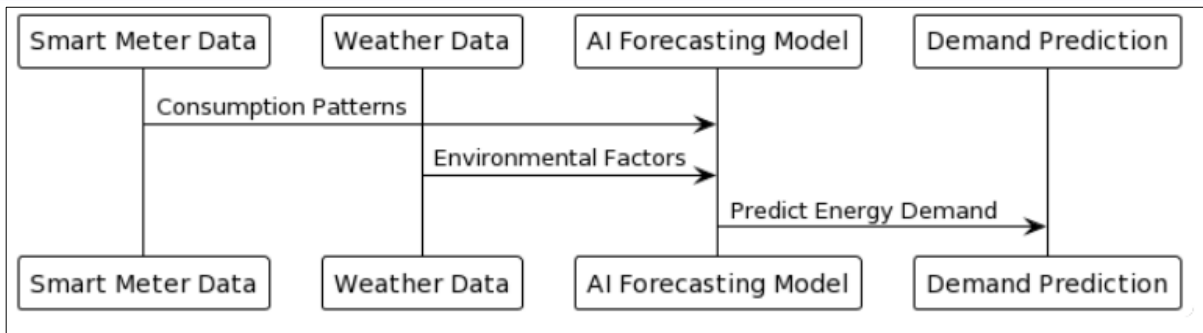 Smart Meter Data
Weather Data
AI Forecasting Model
Demand Prediction
Consumption Patterns
Environmental Factors
Predict Energy Demand
Smart Meter Data
Weather Data
AI Forecasting Model
Demand Prediction